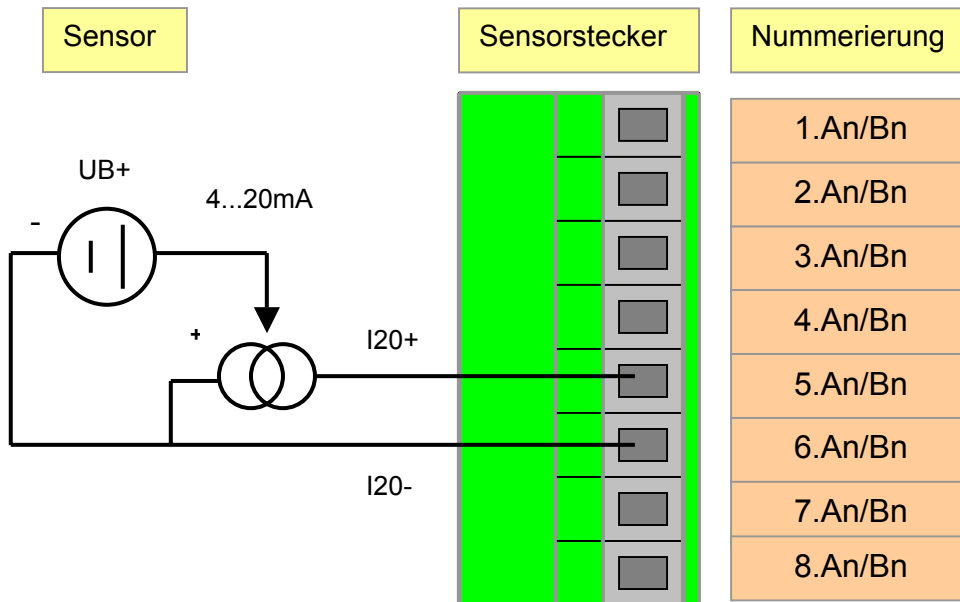 Sensor
Sensorstecker
Nummerierung
UB+
-
4...20mA
+
I20+
I20-
1.An/Bn
2.An/Bn
3.An/Bn
4.An/Bn
5.An/Bn
6.An/Bn
7.An/Bn
8.An/Bn